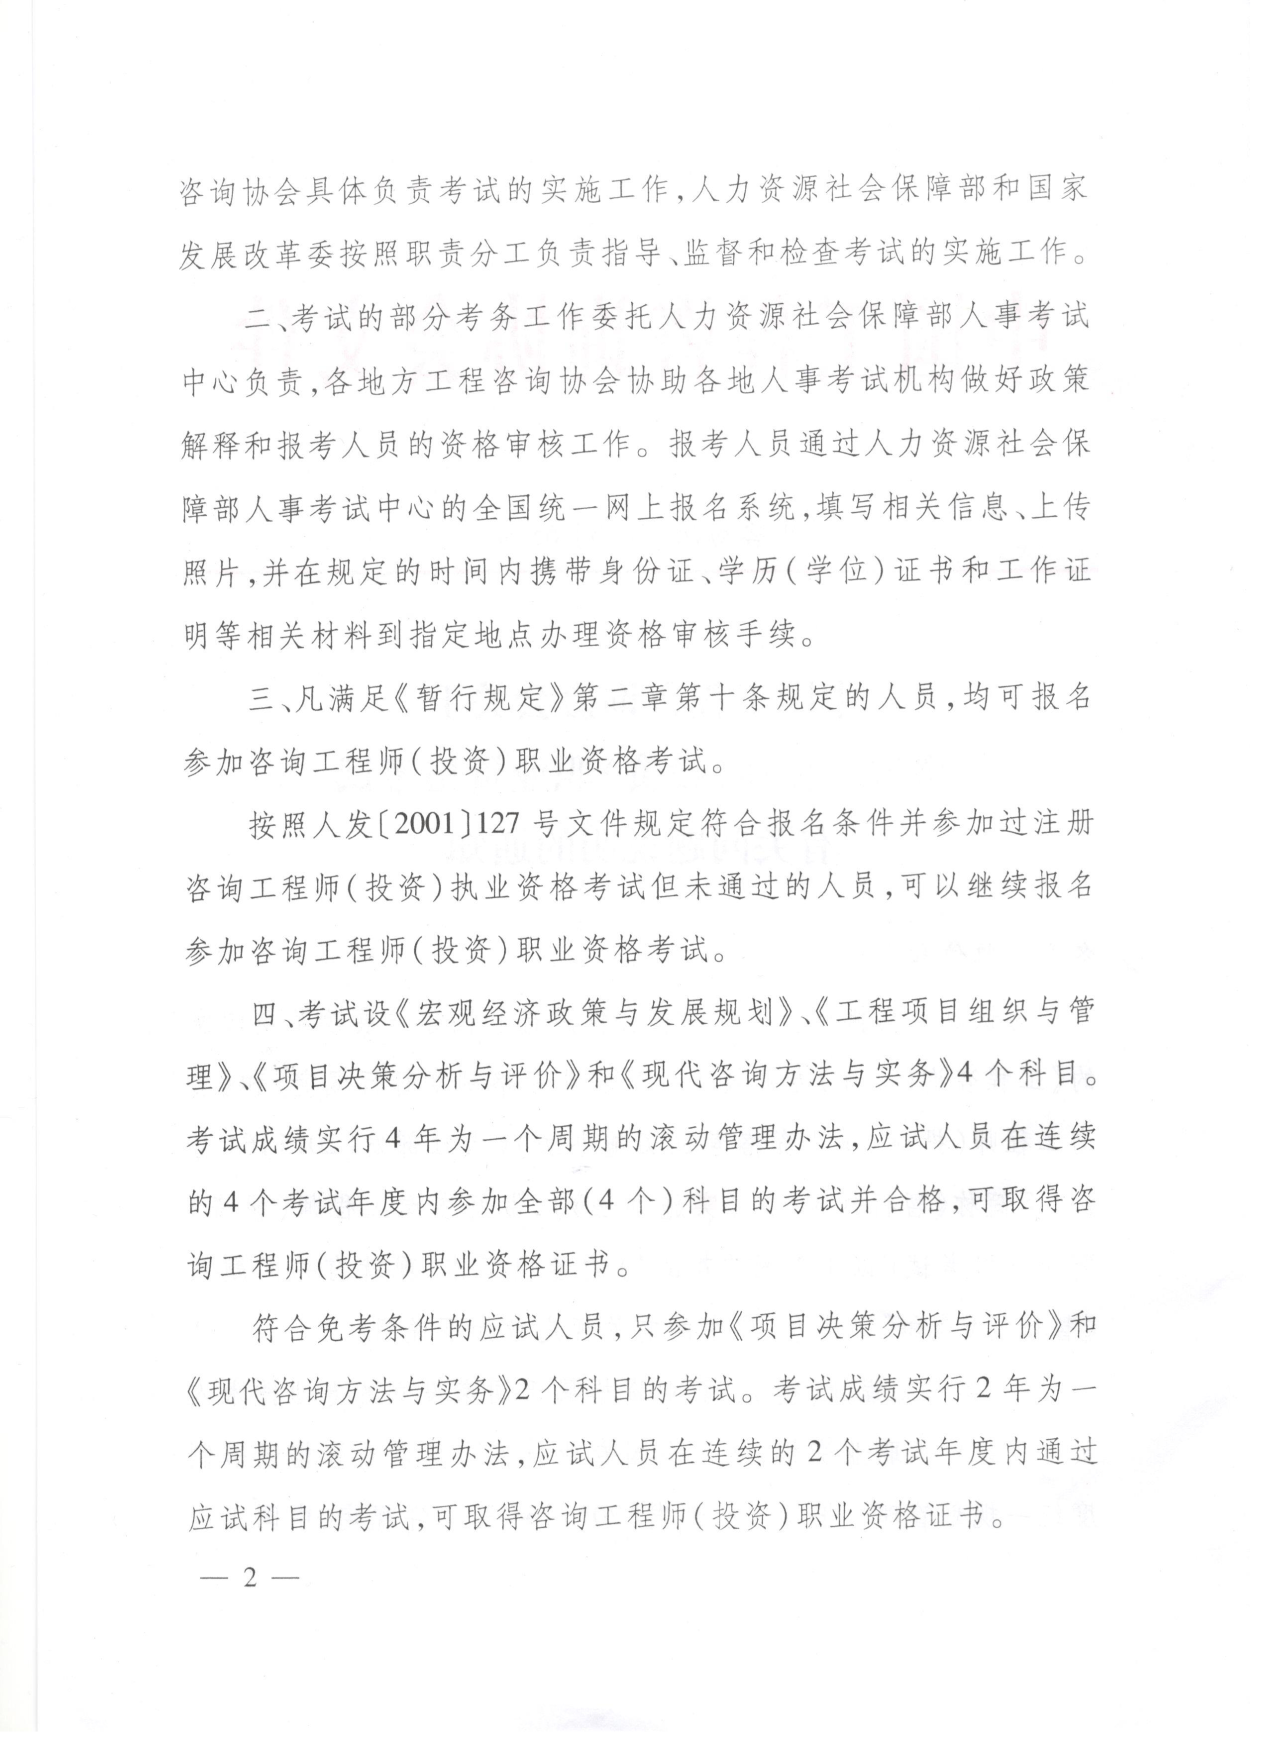 咨询协会具体负责考试的实施工作,人力资源社会保障部和国家
发展改革委按照职责分工负责指导、监督和检查考试的实施工作。
二、考试的部分考务工作委托人力资源社会保障部人事考试
中心负责,各地方工程咨询协会协助各地人事考试机构做好政策
解释和报考人员的资格审核工作。报考人员通过人力资源社会保
障部人事考试中心的全国统一网上报名系统,填写相关信息、上传
照片,并在规定的时间内携带身份证、学历(学位)证书和工作证
明等相关材料到指定地点办理资格审核手续。
三、凡满足《暂行规定》第二章第十条规定的人员,均可报名
参加咨询工程师(投资)职业资格考试。
按照人发〔2001〕127号文件规定符合报名条件并参加过注册
咨询工程师(投资)执业资格考试但未通过的人员,可以继续报名
参加咨询工程师(投资)职业资格考试。
四、考试设《宏观经济政策与发展规划》、《工程项目组织与管
理》、《项目决策分析与评价》和《现代咨询方法与实务》4个科目。
考试成绩实行4年为一个周期的滚动管理办法,应试人员在连续
的4个考试年度内参加全部(4个)科目的考试并合格,可取得咨
询工程师(投资)职业资格证书。
符合免考条件的应试人员,只参加《项目决策分析与评价》和
《现代咨询方法与实务》2个科目的考试。考试成绩实行2年为一
个周期的滚动管理办法,应试人员在连续的2个考试年度内通过
应试科目的考试,可取得咨询工程师(投资)职业资格证书。
— 2 —